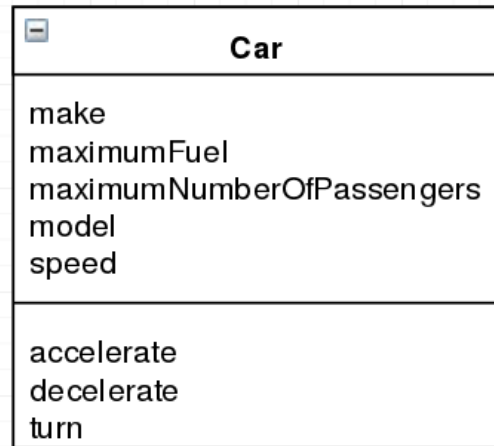 Car
make
maximumFuel
maximumNumberOfPassengers
model
speed
accelerate
decelerate
turn